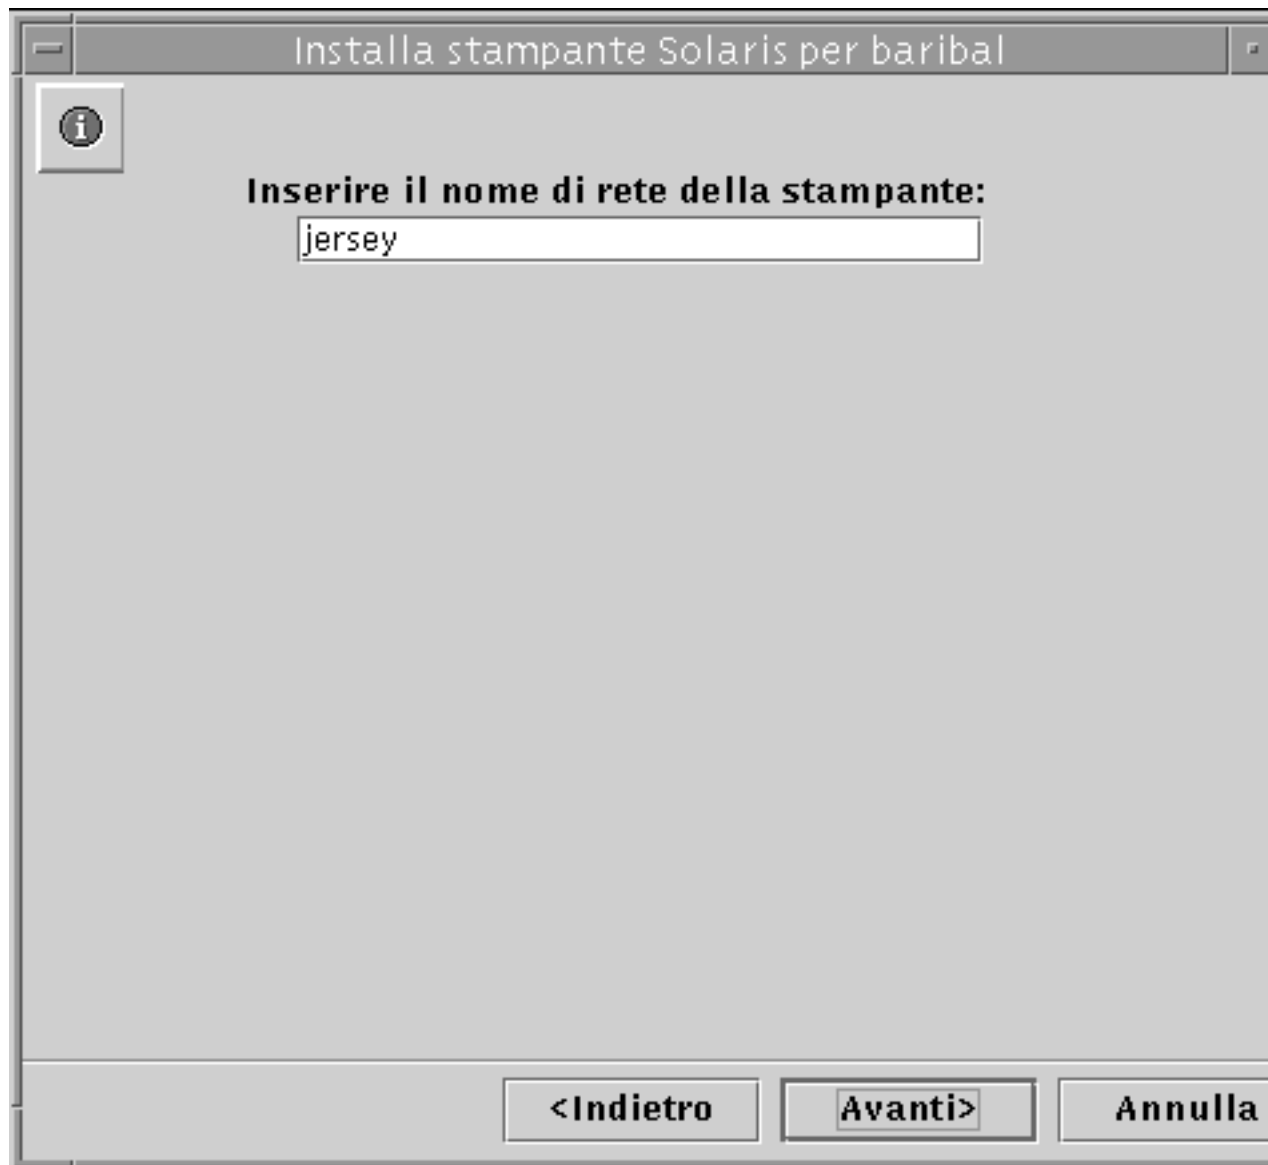 Installa stampante Solaris per baribal
Inserire il nome di rete della stampante:
jersey
<Indietro
Avanti>
Annulla